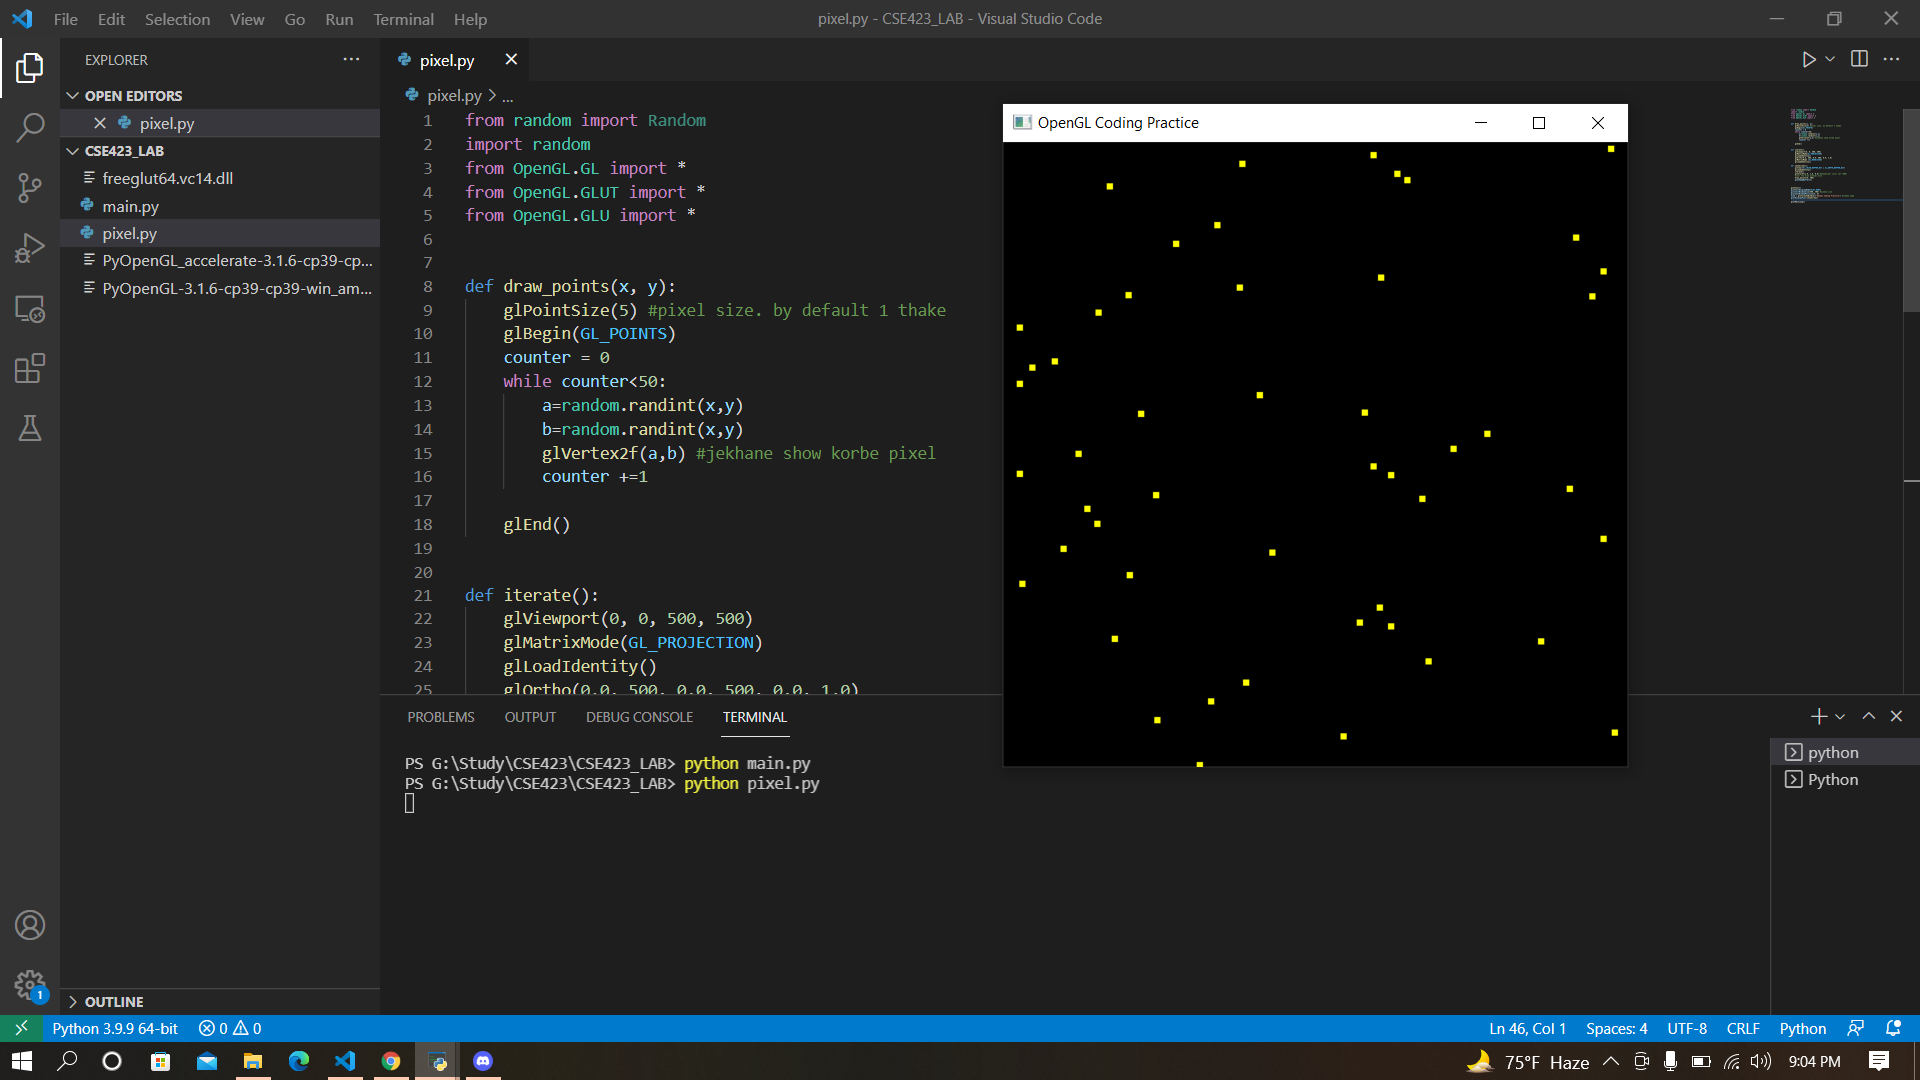 File Edit Selection View Go Run Terminal Help
pixel.py - CSE423_LAB - Visual Studio Code
EXPLORER
OPEN EDITORS
pixel.py
CSE423_LAB
freeglut64.vc14.dll
main.py
pixel.py
PyOpenGL_accelerate-3.1.6-cp39-cp...
PyOpenGL-3.1.6-cp39-cp39-win_am...
OUTLINE
pixel.py
pixel.py > ...
1 from random import Random
2 import random
3 from OpenGL.GL import *
4 from OpenGL.GLUT import *
5 from OpenGL.GLU import *
6
7
8 def draw_points(x, y):
9 glPointSize(5) #pixel size. by default 1 thake
10 glBegin(GL_POINTS)
11 counter = 0
12 while counter<50:
13 a=random.randint(x,y)
14 b=random.randint(x,y)
15 glVertex2f(a,b) #jekhane show korbe pixel
16 counter +=1
17
18 glEnd()
19
20
21 def iterate():
22 glViewport(0, 0, 500, 500)
23 glMatrixMode(GL_PROJECTION)
24 glLoadIdentity()
25 glOrtho(0.0, 500, 0.0, 500, 0.0, 1.0)
OpenGL Coding Practice
PROBLEMS OUTPUT DEBUG CONSOLE TERMINAL
PS G:\Study\CSE423\CSE423_LAB> python main.py
PS G:\Study\CSE423\CSE423_LAB> python pixel.py
python
Python
1
Python 3.9.9 64-bit 0 0
Ln 46, Col 1 Spaces: 4 UTF-8 CRLF Python
75°F Haze 9:04 PM